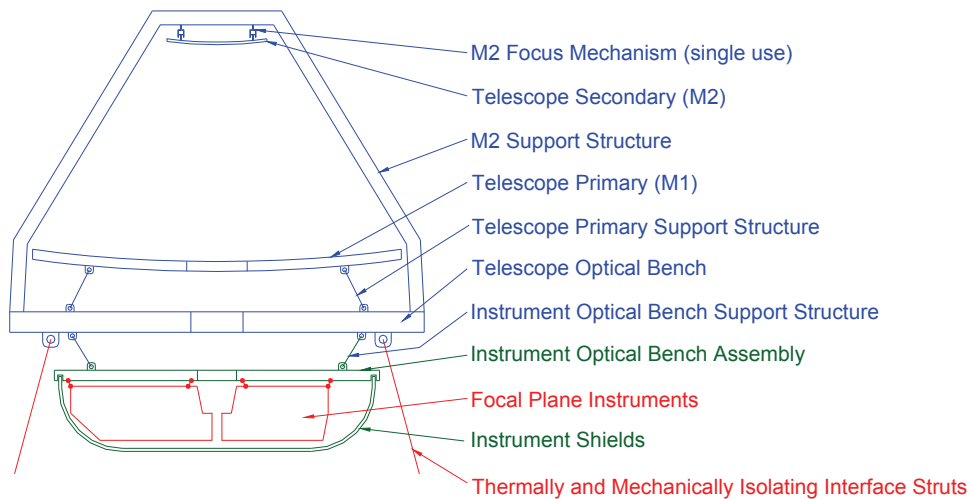 M2 Focus Mechanism (single use)
Telescope Secondary (M2)
M2 Support Structure
Telescope Primary (M1)
Telescope Primary Support Structure
Telescope Optical Bench
Instrument Optical Bench Support Structure
Instrument Optical Bench Assembly
Focal Plane Instruments
Instrument Shields
Thermally and Mechanically Isolating Interface Struts